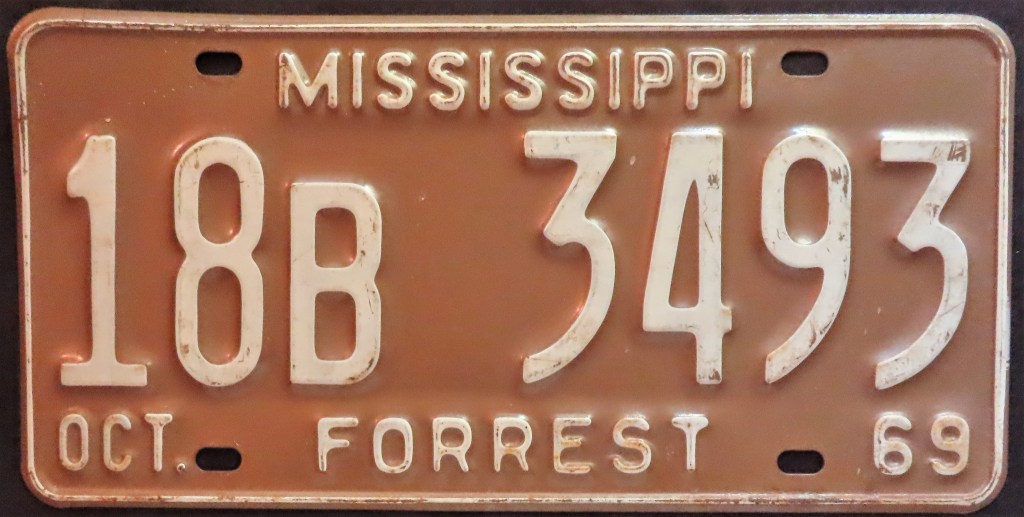 MISSISSIPPI
18B 3493
OCT. FORREST 69